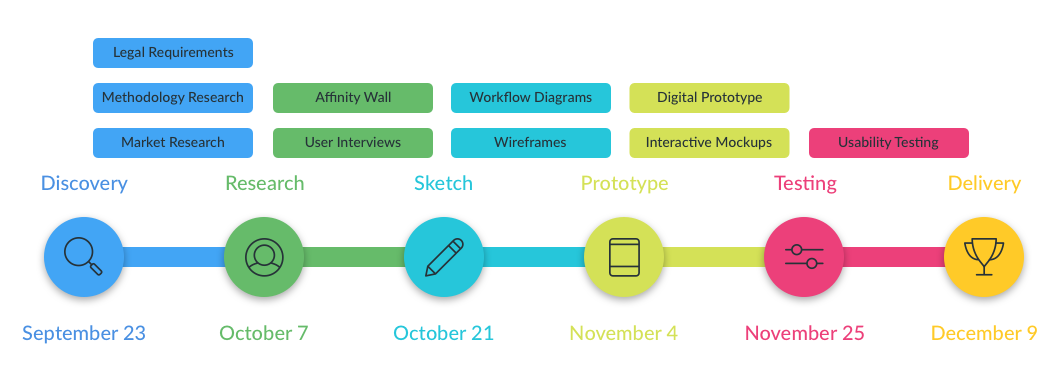 Legal Requirements
Methodology Research Affinity Wall Workflow Diagrams Digital Prototype
Market Research User Interviews Wireframes Interactive Mockups Usability Testing
Discovery Research Sketch Prototype Testing Delivery
September 23 October 7 October 21 November 4 November 25 December 9